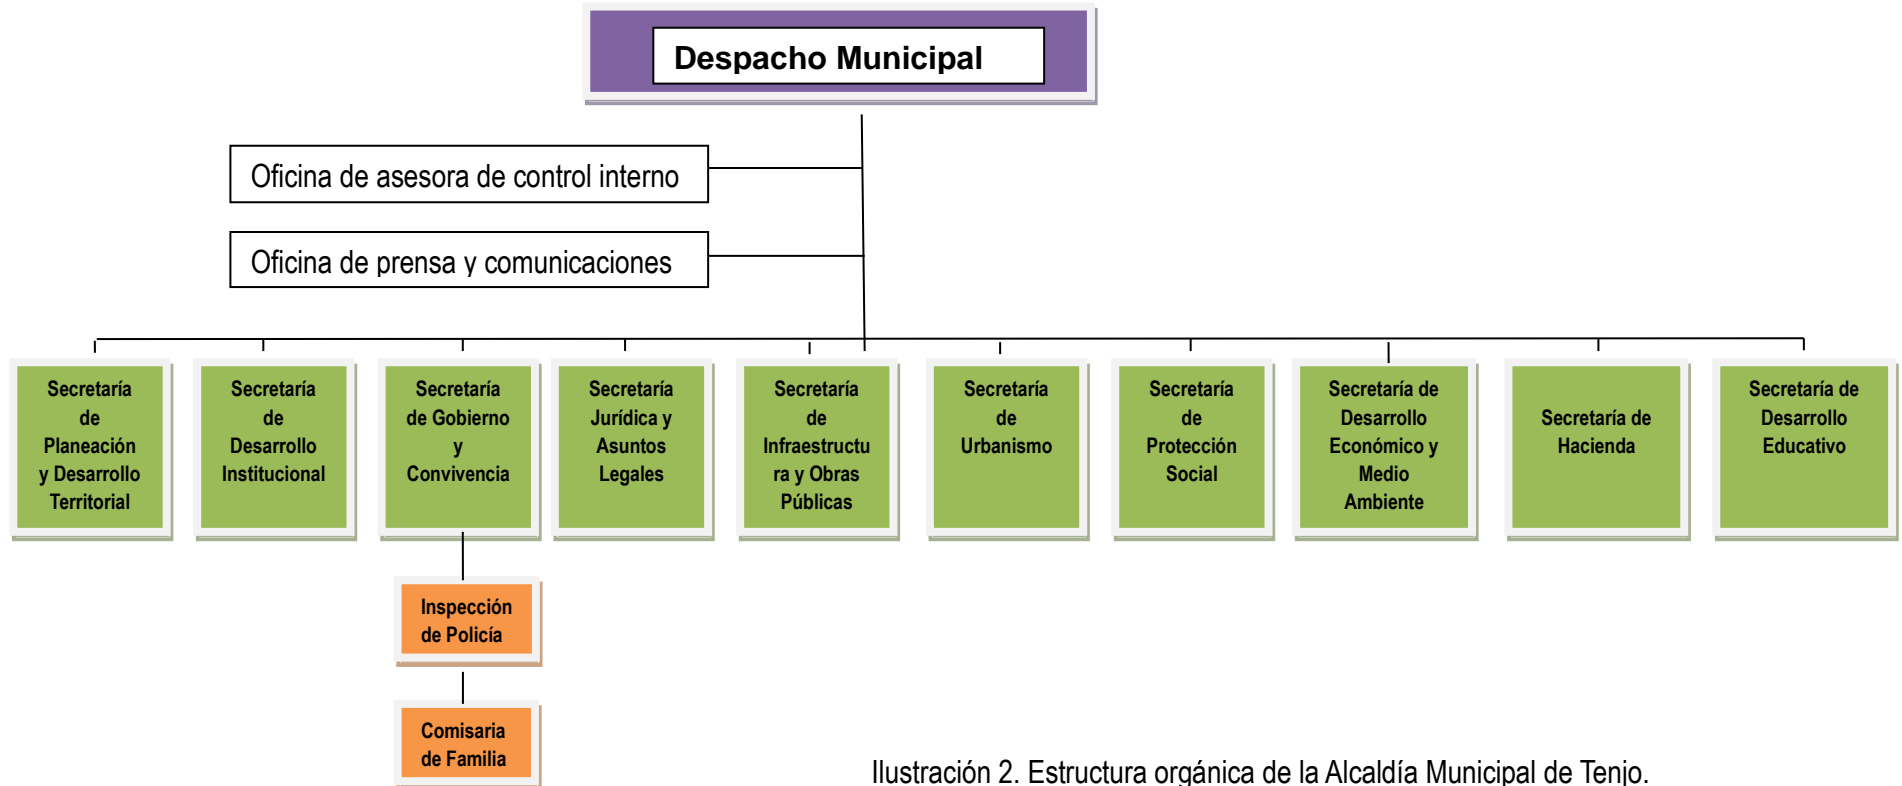 Despacho Municipal
Oficina de asesora de control interno
Oficina de prensa y comunicaciones
Secretaría
de
Planeación
y Desarrollo
Territorial
Secretaría
de
Desarrollo
Institucional
Secretaría
de Gobierno
y
Convivencia
Secretaría
Jurídica y
Asuntos
Legales
Secretaría
de
Infraestructu
ra y Obras
Públicas
Secretaría
de
Urbanismo
Secretaría
de
Protección
Social
Secretaría de
Desarrollo
Económico y
Medio
Ambiente
Secretaría de
Hacienda
Secretaría de
Desarrollo
Educativo
Inspección
de Policía
Comisaria
de Familia
Ilustración 2. Estructura orgánica de la Alcaldía Municipal de Tenjo.